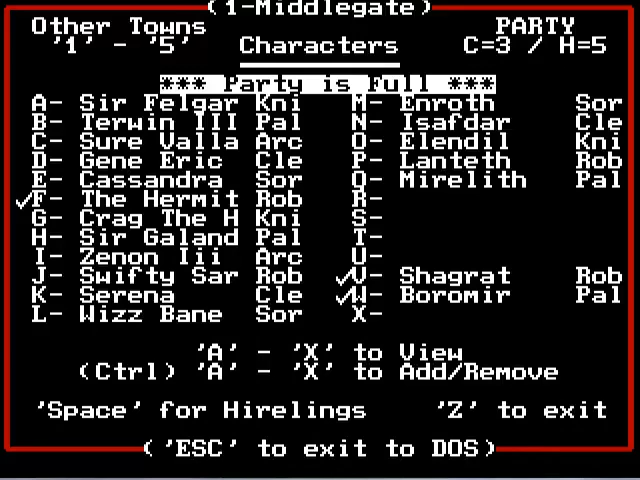 (1-Middlegate)
Other Towns PARTY
'1' - '5' Characters C=3 / H=5
*** Party is Full ***
A- Sir Felgar Kni M- Enroth Sor
B- Terwin III Pal N- Isafdar Cle
C- Sure Valla Arc O- Elendil Kni
D- Gene Eric Cle P- Lanteth Rob
E- Cassandra Sor Q- Mirelith Pal
✓F- The Hermit Rob R-
G- Crag The H Kni S-
H- Sir Galand Pal T-
I- Zenon Iii Arc U-
J- Swifty Sar Rob ✓V- Shagrat Rob
K- Serena Cle ✓W- Boromir Pal
L- Wizz Bane Sor X-
'A' - 'X' to View
(Ctrl) 'A' - 'X' to Add/Remove
'Space' for Hirelings 'Z' to exit
('ESC' to exit to DOS)